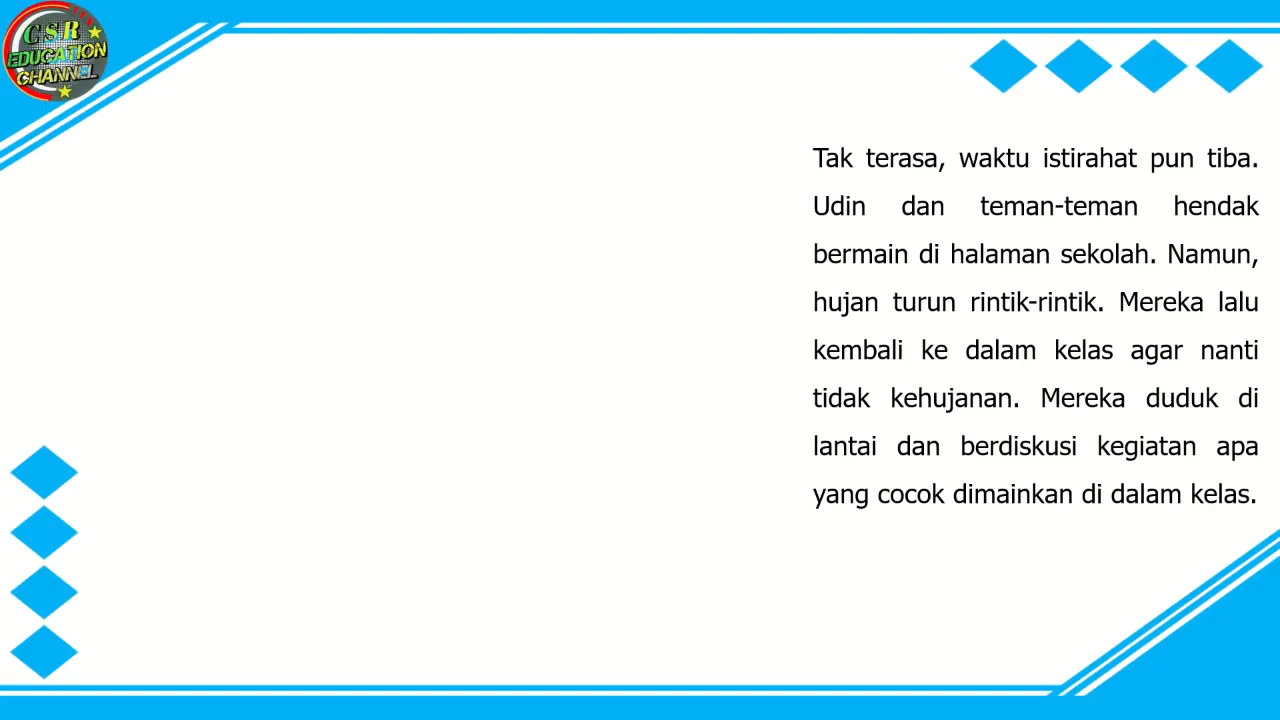 CSR
EDUCATION
CHANNEL
Tak terasa, waktu istirahat pun tiba.
Udin dan teman-teman hendak
bermain di halaman sekolah. Namun,
hujan turun rintik-rintik. Mereka lalu
kembali ke dalam kelas agar nanti
tidak kehujanan. Mereka duduk di
lantai dan berdiskusi kegiatan apa
yang cocok dimainkan di dalam kelas.